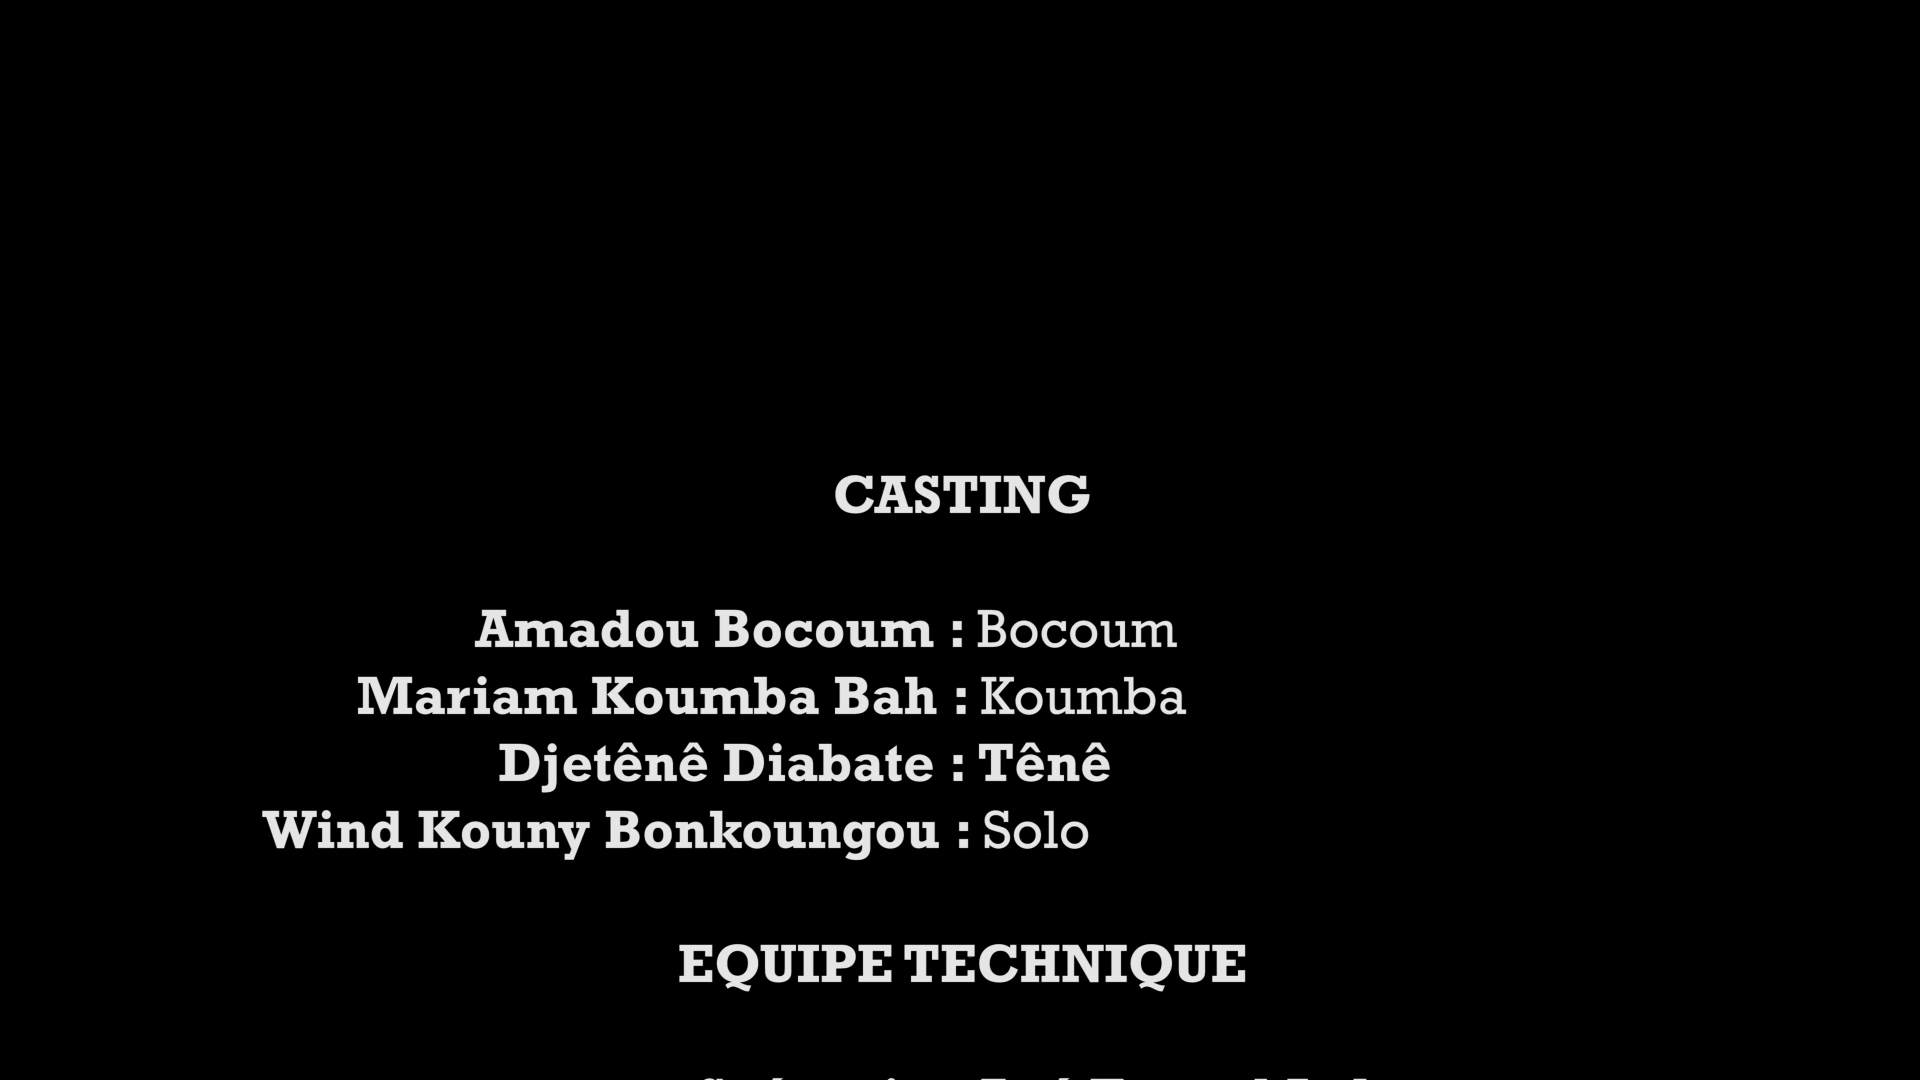 CASTING
Amadou Bocoum : Bocoum
Mariam Koumba Bah : Koumba
Djetênê Diabate : Tênê
Wind Kouny Bonkoungou : Solo
EQUIPE TECHNIQUE